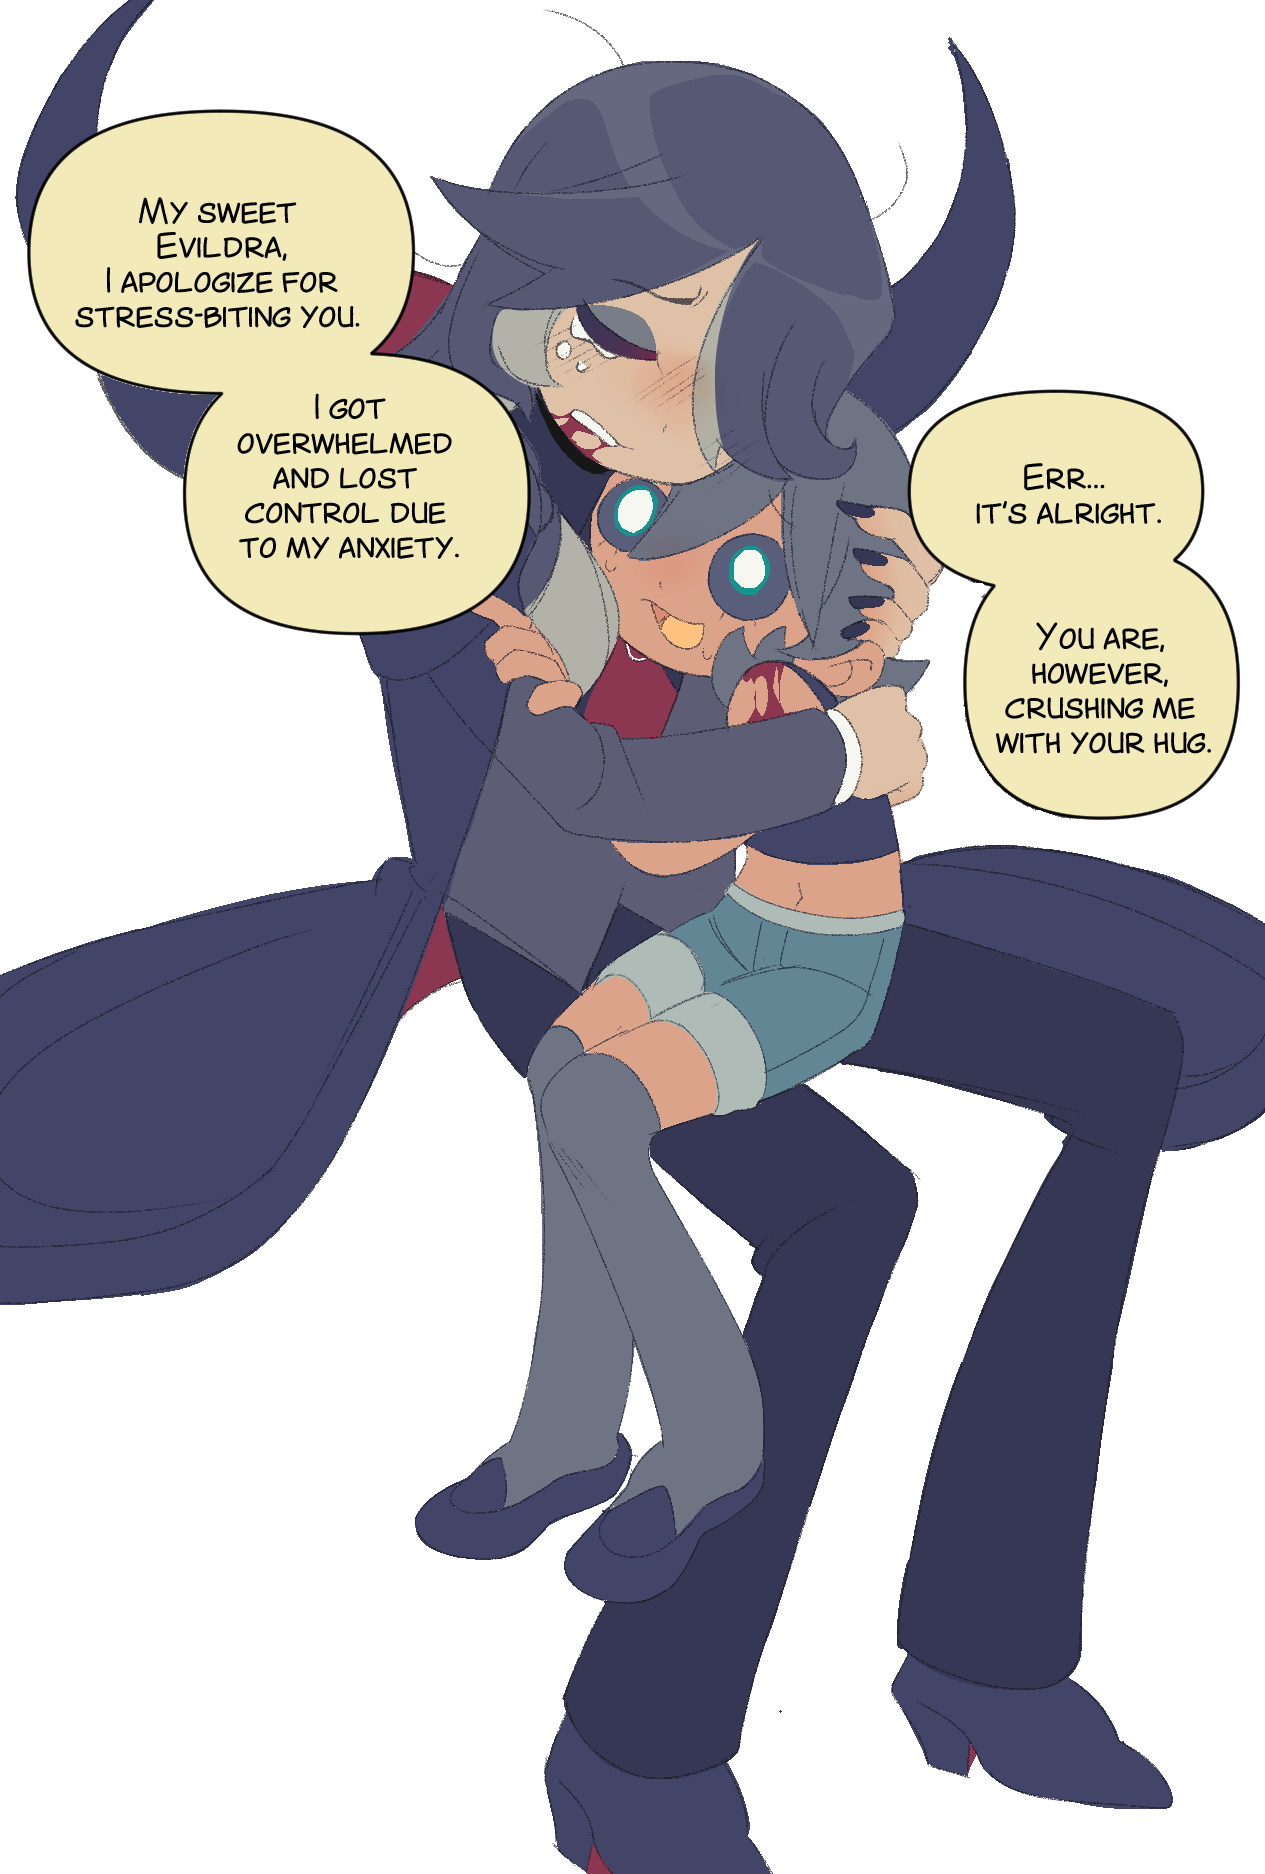 My sweet
Evildra,
I apologize for
stress-biting you.
I got
overwhelmed
and lost
control due
to my anxiety.
Err...
it's alright.
You are,
however,
crushing me
with your hug.